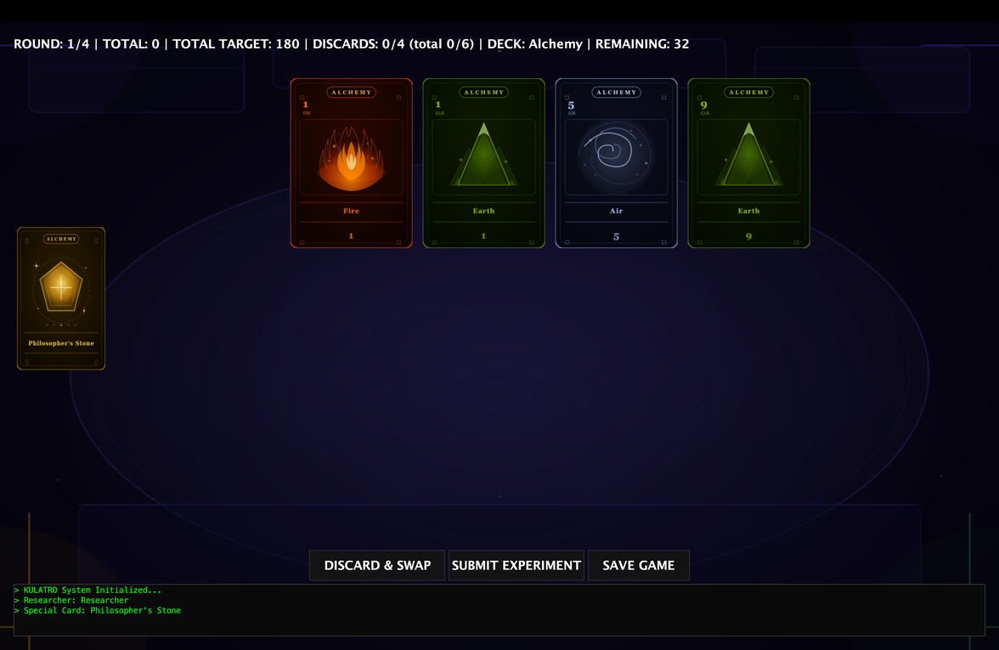 ROUND: 1/4 | TOTAL: 0 | TOTAL TARGET: 180 | DISCARDS: 0/4 (total 0/6) | DECK: Alchemy | REMAINING: 32
ALCHEMY
1
FIR
Fire
1
ALCHEMY
1
EAR
Earth
1
ALCHEMY
5
AIR
Air
5
ALCHEMY
9
EAR
Earth
9
ALCHEMY
Philosopher's Stone
DISCARD & SWAP
SUBMIT EXPERIMENT
SAVE GAME
> KULATRO System Initialized...
> Researcher: Researcher
> Special Card: Philosopher's Stone